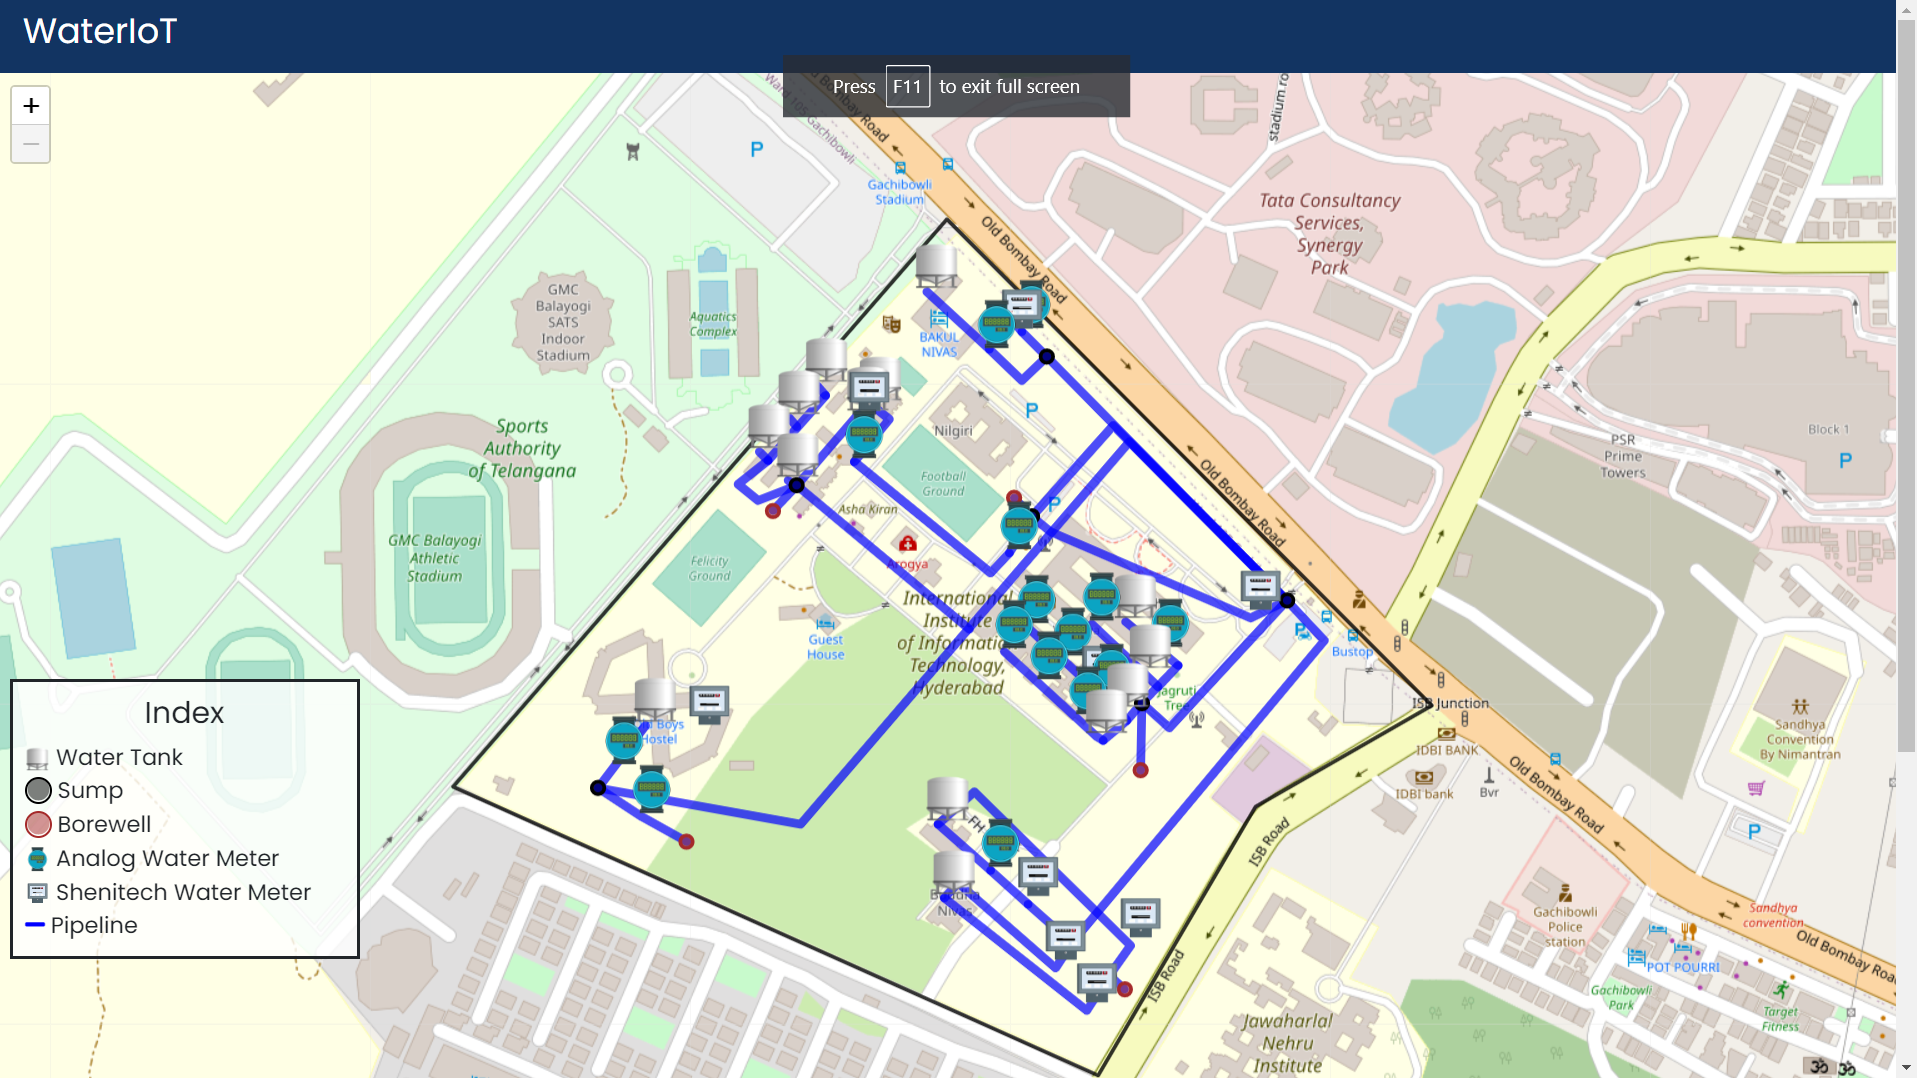 WaterIoT
Press F11 to exit full screen
+
−
Ward 105 Gachibowli
Old Bombay Road
stadium ro
P
Gachibowli
Stadium
Tata Consultancy
Services,
Synergy
Park
Old Bombay Road
GMC
Balayogi
SATS
Indoor
Stadium
Aquatics
Complex
BAKUL
NIVAS
P
Nilgiri
Sports
Authority
of Telangana
Football
Ground
Block 1
P
PSR
Prime
Towers
Old Bombay Road
P
Asha Kiran
GMC Balayogi
Athletic
Stadium
Felicity
Ground
Arogya
International
Institute
of Informatio
Technology,
Hyderabad
Guest
House
P
Bustop
Jagruti
Tree
ISB Junction
Boys
Hostel
IDBI BANK
IDBI bank
Bvr
Sandhya
Convention
By Nimantran
Old Bombay Road
P
FH
ISB Road
Nivas
Gachibowli
Police
station
Sandhya
convention
Old Bombay Roa
POT POURRI
ISB Road
Gachibowli
Park
Target
Fitness
Jawaharlal
Nehru
Institute
Index
Water Tank
Sump
Borewell
Analog Water Meter
Shenitech Water Meter
Pipeline